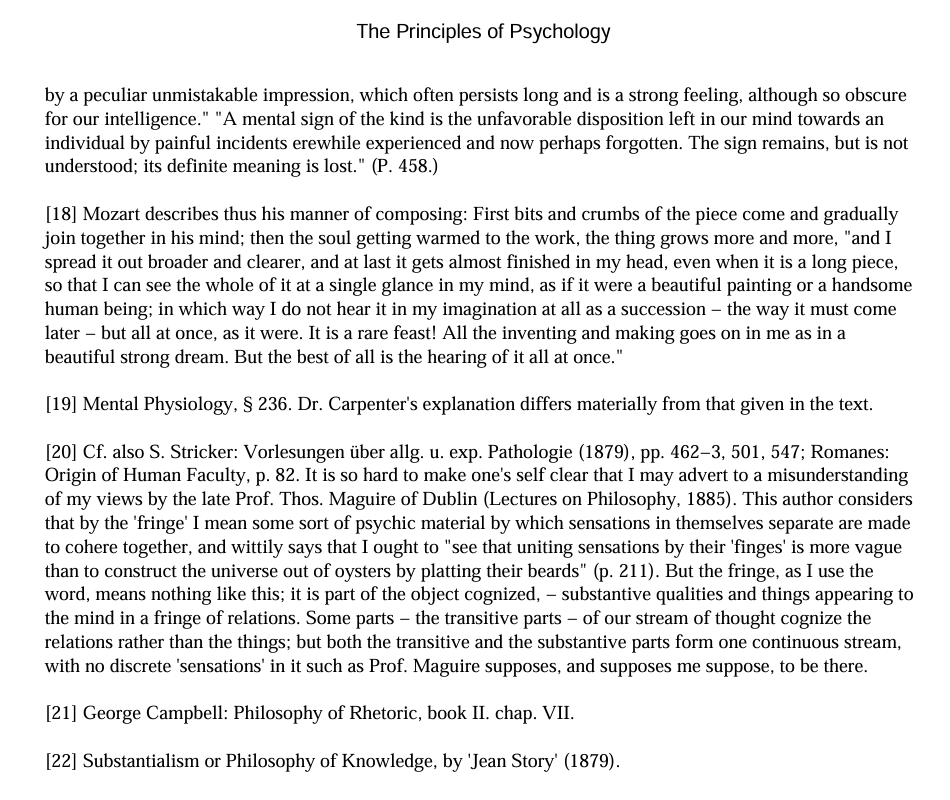 The Principles of Psychology
by a peculiar unmistakable impression, which often persists long and is a strong feeling, although so obscure
for our intelligence." "A mental sign of the kind is the unfavorable disposition left in our mind towards an
individual by painful incidents erewhile experienced and now perhaps forgotten. The sign remains, but is not
understood; its definite meaning is lost." (P. 458.)
[18] Mozart describes thus his manner of composing: First bits and crumbs of the piece come and gradually
join together in his mind; then the soul getting warmed to the work, the thing grows more and more, "and I
spread it out broader and clearer, and at last it gets almost finished in my head, even when it is a long piece,
so that I can see the whole of it at a single glance in my mind, as if it were a beautiful painting or a handsome
human being; in which way I do not hear it in my imagination at all as a succession – the way it must come
later – but all at once, as it were. It is a rare feast! All the inventing and making goes on in me as in a
beautiful strong dream. But the best of all is the hearing of it all at once."
[19] Mental Physiology, § 236. Dr. Carpenter's explanation differs materially from that given in the text.
[20] Cf. also S. Stricker: Vorlesungen über allg. u. exp. Pathologie (1879), pp. 462–3, 501, 547; Romanes:
Origin of Human Faculty, p. 82. It is so hard to make one's self clear that I may advert to a misunderstanding
of my views by the late Prof. Thos. Maguire of Dublin (Lectures on Philosophy, 1885). This author considers
that by the 'fringe' I mean some sort of psychic material by which sensations in themselves separate are made
to cohere together, and wittily says that I ought to "see that uniting sensations by their 'finges' is more vague
than to construct the universe out of oysters by platting their beards" (p. 211). But the fringe, as I use the
word, means nothing like this; it is part of the object cognized, – substantive qualities and things appearing to
the mind in a fringe of relations. Some parts – the transitive parts – of our stream of thought cognize the
relations rather than the things; but both the transitive and the substantive parts form one continuous stream,
with no discrete 'sensations' in it such as Prof. Maguire supposes, and supposes me suppose, to be there.
[21] George Campbell: Philosophy of Rhetoric, book II. chap. VII.
[22] Substantialism or Philosophy of Knowledge, by 'Jean Story' (1879).